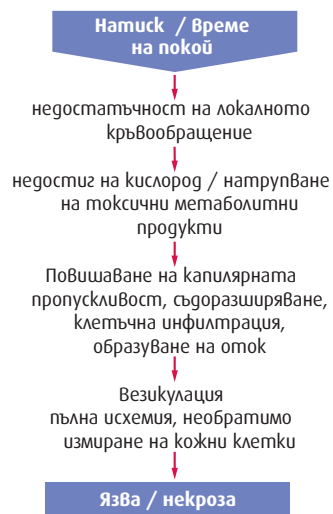 Натиск / време
на покой
недостатъчност на локалното
кръвообращение
недостиг на кислород / натрупване
на токсични метаболитни
продукти
Повишаване на капилярната
пропускливост, съдоразширяване,
клетъчна инфилтрация,
образуване на оток
Везикулация
пълна исхемия, необратимо
измиране на кожни клетки
Язва / некроза